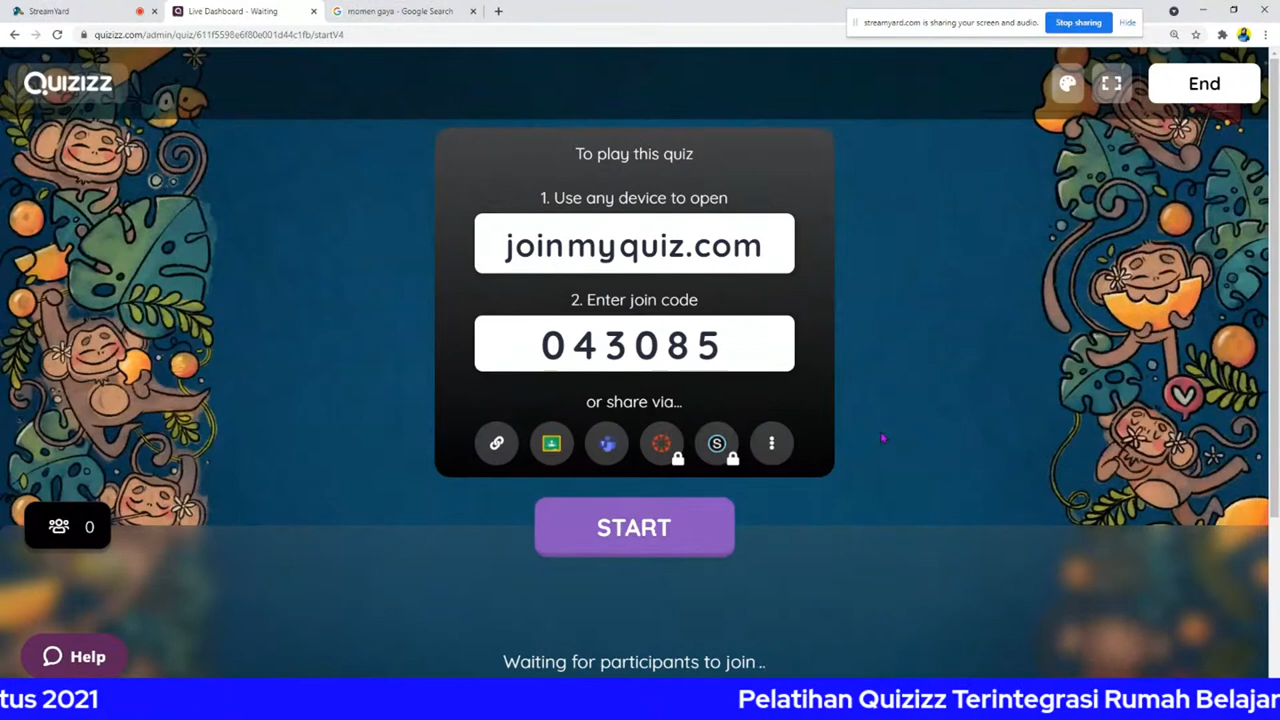 StreamYard
Live Dashboard - Waiting
momen gaya - Google Search
streamyard.com is sharing your screen and audio.
Stop sharing
Hide
quizizz.com/admin/quiz/611f5598e6f80e001d44c1fb/startV4
Quizizz
End
To play this quiz
1. Use any device to open
joinmyquiz.com
2. Enter join code
043085
or share via...
S
START
0
Waiting for participants to join ..
Help
tus 2021
Pelatihan Quizizz Terintegrasi Rumah Belajar